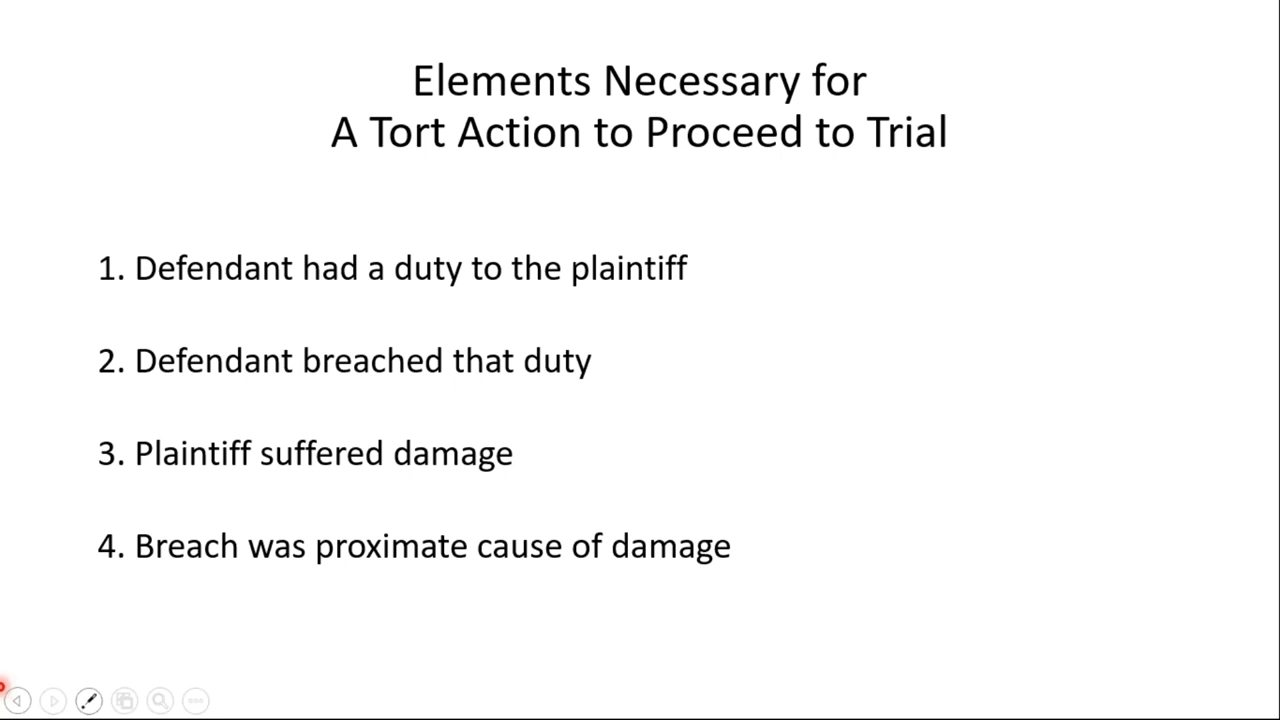 Elements Necessary for
A Tort Action to Proceed to Trial
1. Defendant had a duty to the plaintiff
2. Defendant breached that duty
3. Plaintiff suffered damage
4. Breach was proximate cause of damage